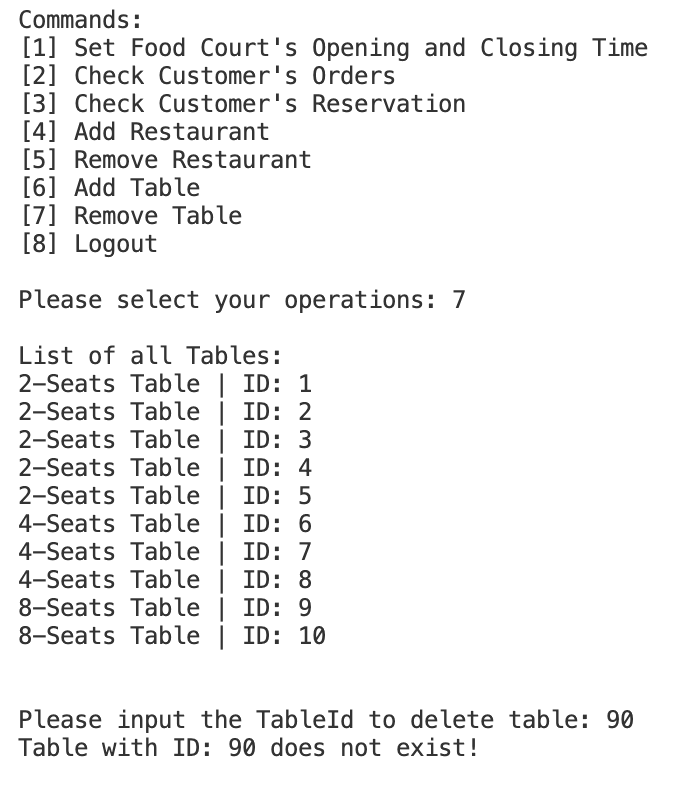 Commands:
[1] Set Food Court's Opening and Closing Time
[2] Check Customer's Orders
[3] Check Customer's Reservation
[4] Add Restaurant
[5] Remove Restaurant
[6] Add Table
[7] Remove Table
[8] Logout
Please select your operations: 7
List of all Tables:
2-Seats Table | ID: 1
2-Seats Table | ID: 2
2-Seats Table | ID: 3
2-Seats Table | ID: 4
2-Seats Table | ID: 5
4-Seats Table | ID: 6
4-Seats Table | ID: 7
4-Seats Table | ID: 8
8-Seats Table | ID: 9
8-Seats Table | ID: 10
Please input the TableId to delete table: 90
Table with ID: 90 does not exist!